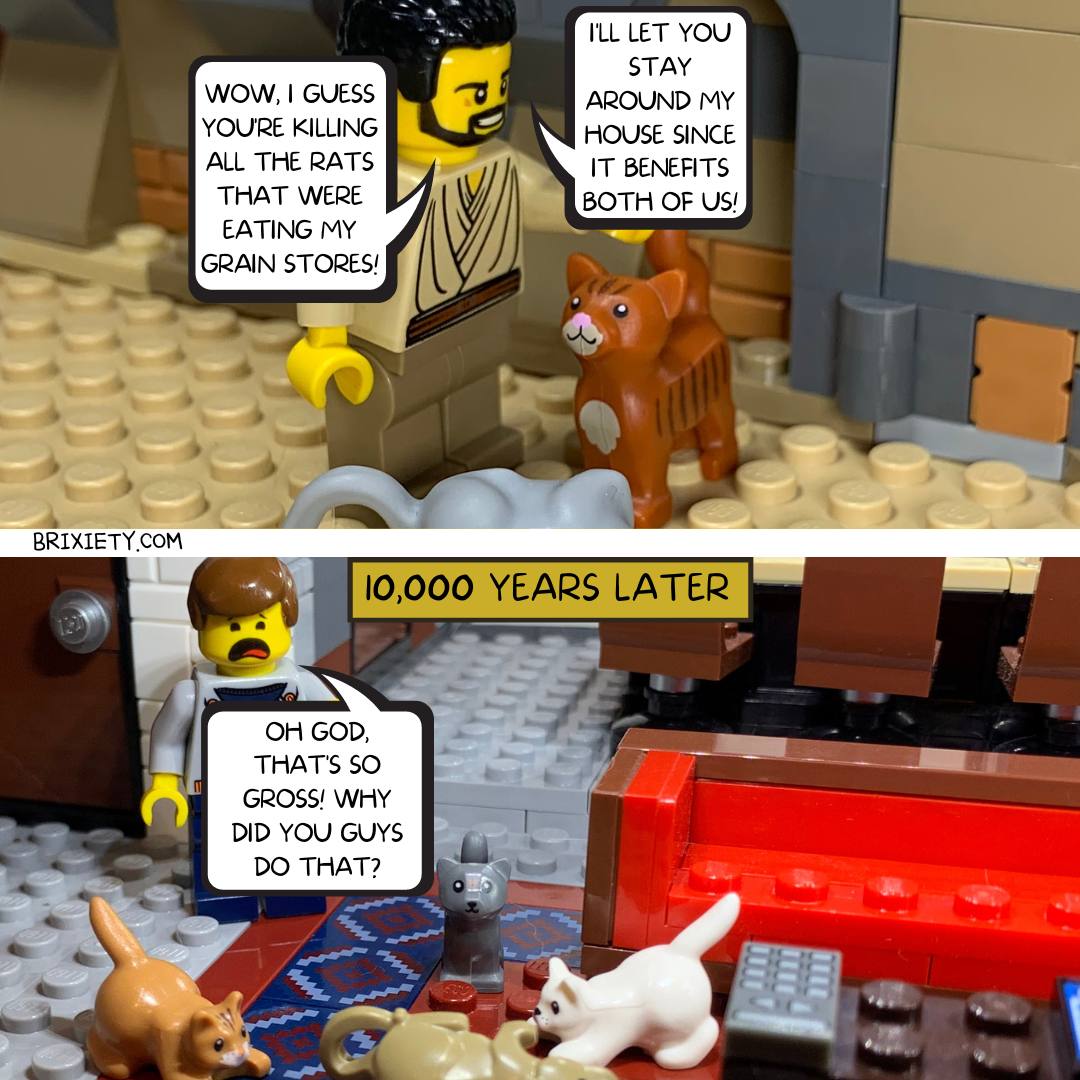 WOW, I GUESS
YOU'RE KILLING
ALL THE RATS
THAT WERE
EATING MY
GRAIN STORES!
I'LL LET YOU
STAY
AROUND MY
HOUSE SINCE
IT BENEFITS
BOTH OF US!
BRIXIETY.COM
10,000 YEARS LATER
OH GOD,
THAT'S SO
GROSS! WHY
DID YOU GUYS
DO THAT?